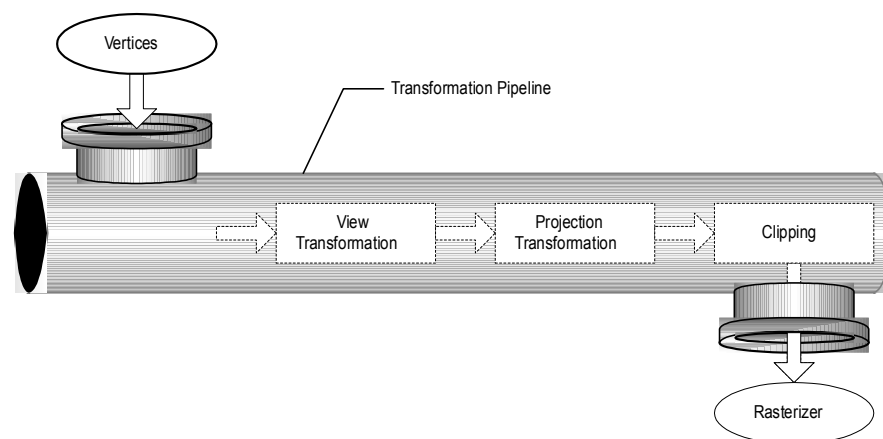 Vertices
Transformation Pipeline
View
Transformation
Projection
Transformation
Clipping
Rasterizer